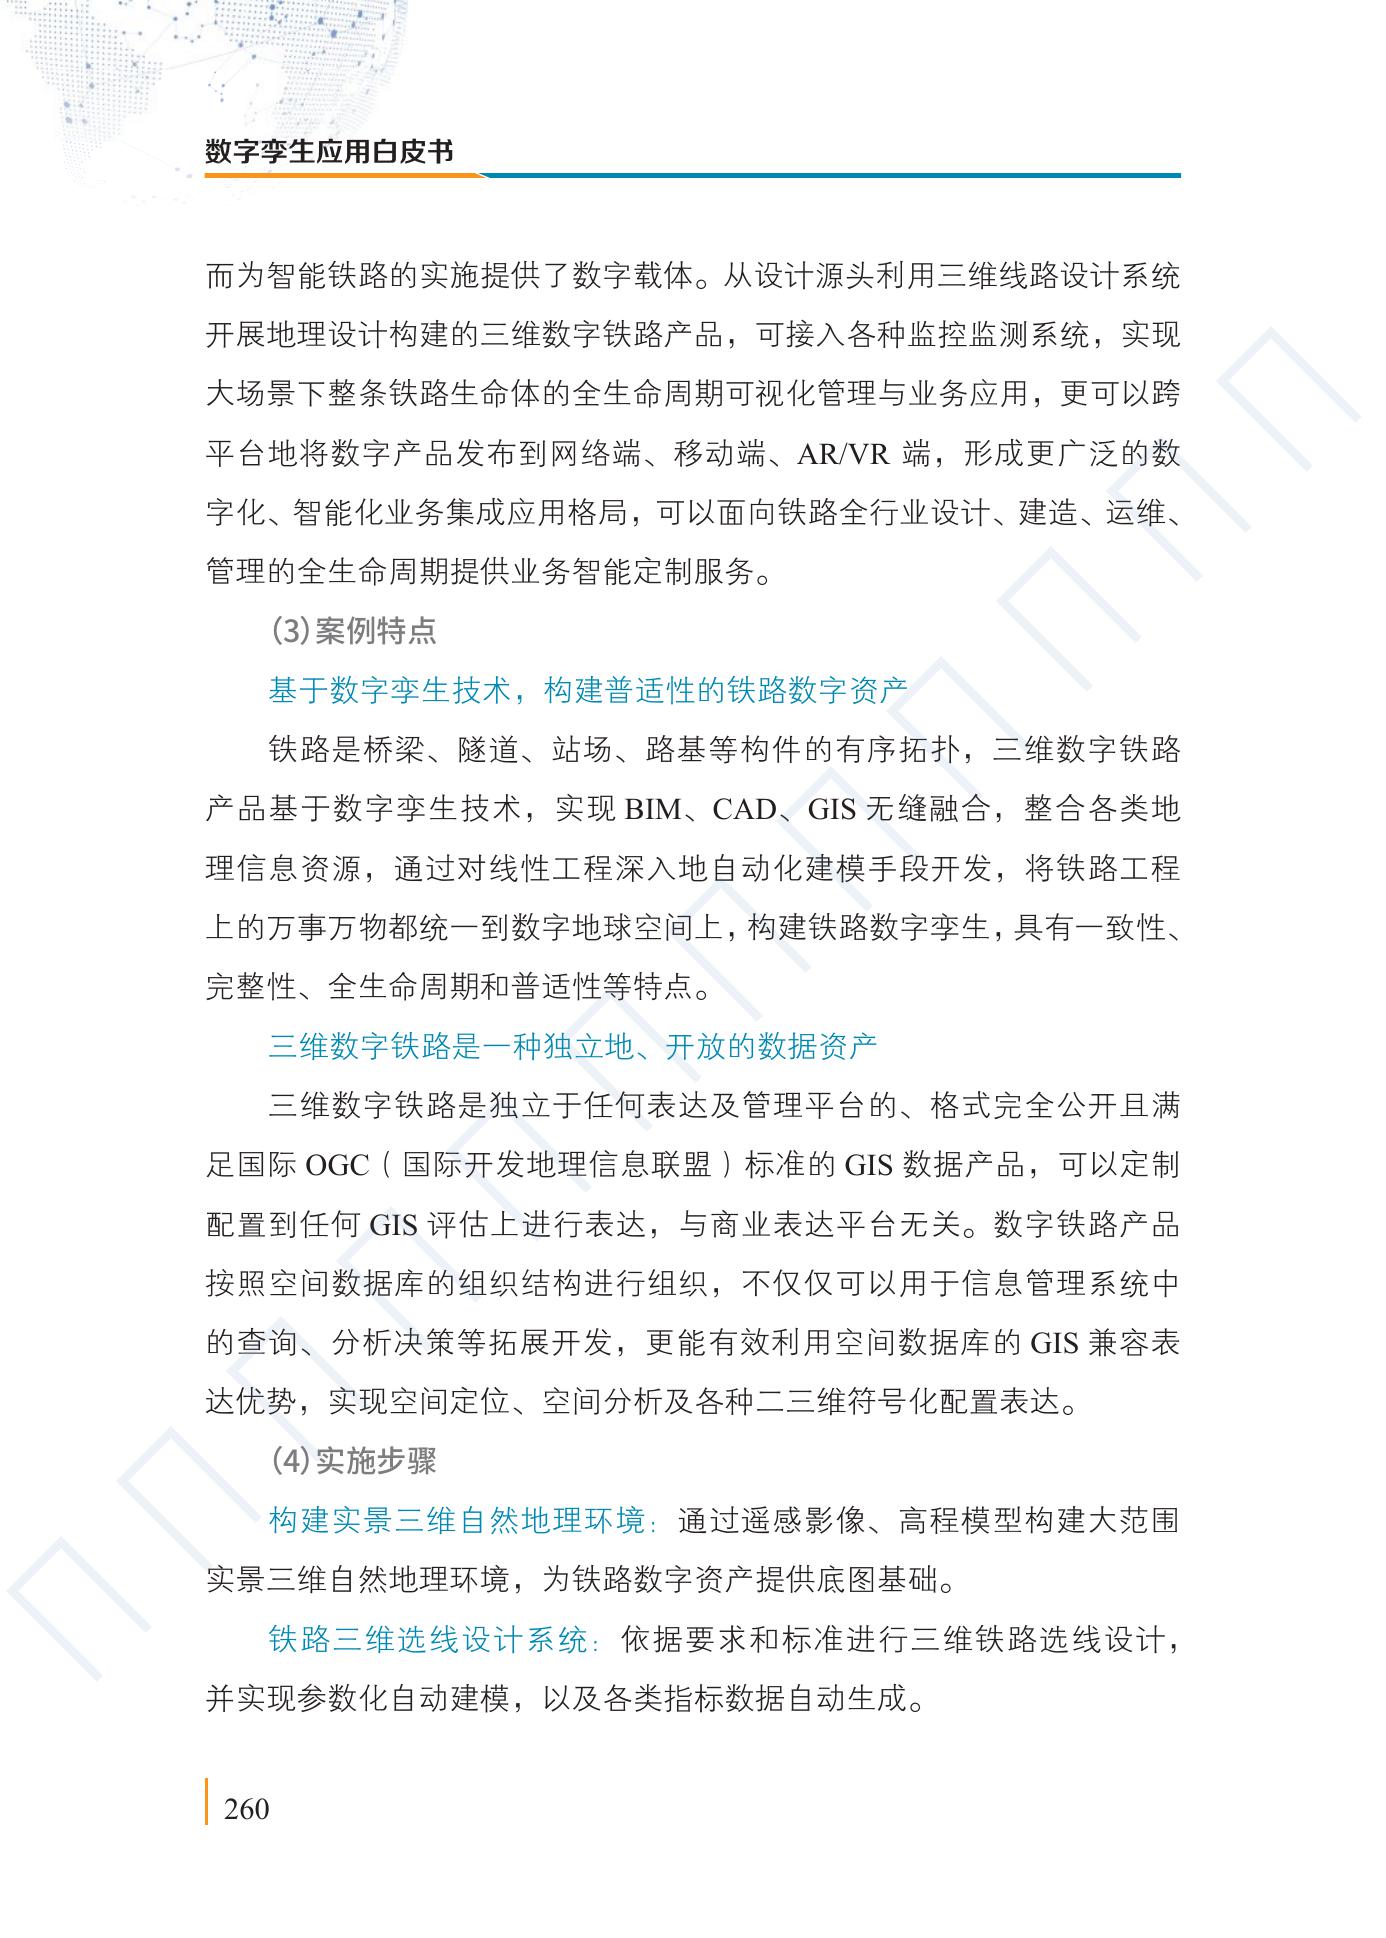 数字孪生应用白皮书
而为智能铁路的实施提供了数字载体。从设计源头利用三维线路设计系统
开展地理设计构建的三维数字铁路产品，可接入各种监控监测系统，实现
大场景下整条铁路生命体的全生命周期可视化管理与业务应用，更可以跨
平台地将数字产品发布到网络端、移动端、AR/VR 端，形成更广泛的数
字化、智能化业务集成应用格局，可以面向铁路全行业设计、建造、运维、
管理的全生命周期提供业务智能定制服务。
（3）案例特点
基于数字孪生技术，构建普适性的铁路数字资产
铁路是桥梁、隧道、站场、路基等构件的有序拓扑，三维数字铁路
产品基于数字孪生技术，实现 BIM、CAD、GIS 无缝融合，整合各类地
理信息资源，通过对线性工程深入地自动化建模手段开发，将铁路工程
上的万事万物都统一到数字地球空间上，构建铁路数字孪生，具有一致性、
完整性、全生命周期和普适性等特点。
三维数字铁路是一种独立地、开放的数据资产
三维数字铁路是独立于任何表达及管理平台的、格式完全公开且满
足国际 OGC（国际开发地理信息联盟）标准的 GIS 数据产品，可以定制
配置到任何 GIS 评估上进行表达，与商业表达平台无关。数字铁路产品
按照空间数据库的组织结构进行组织，不仅仅可以用于信息管理系统中
的查询、分析决策等拓展开发，更能有效利用空间数据库的 GIS 兼容表
达优势，实现空间定位、空间分析及各种二三维符号化配置表达。
（4）实施步骤
构建实景三维自然地理环境：通过遥感影像、高程模型构建大范围
实景三维自然地理环境，为铁路数字资产提供底图基础。
铁路三维选线设计系统：依据要求和标准进行三维铁路选线设计，
并实现参数化自动建模，以及各类指标数据自动生成。
260